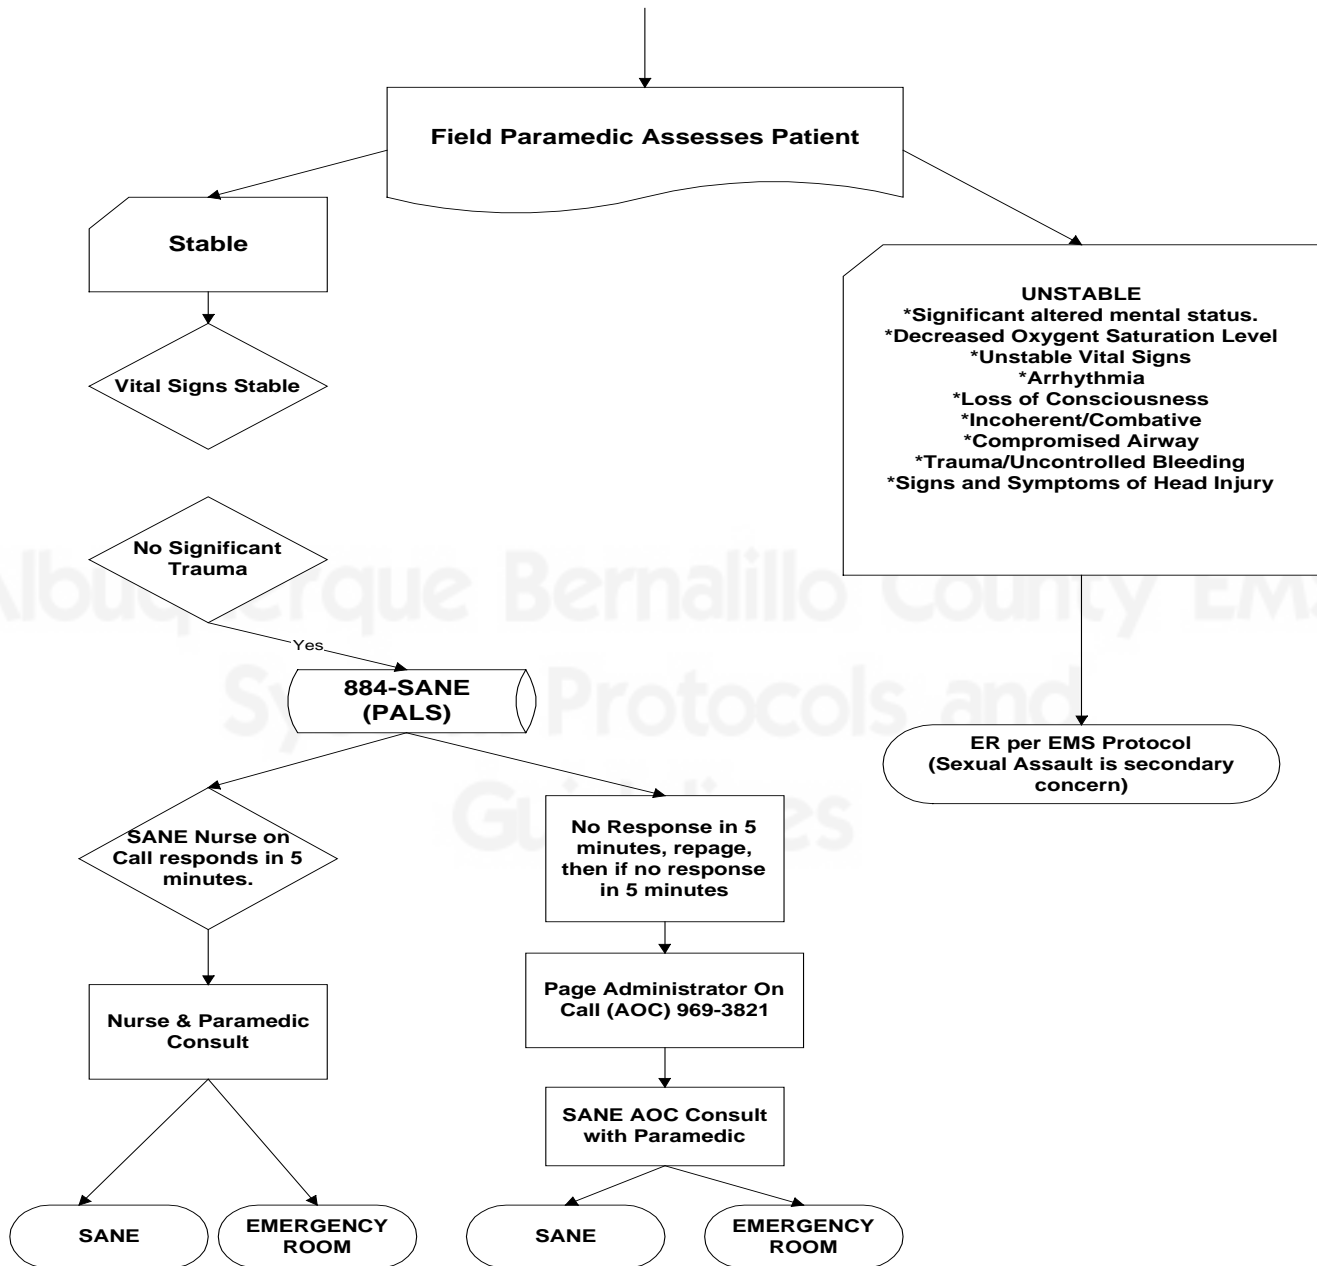 Field Paramedic Assesses Patient
Stable
Vital Signs Stable
No Significant
Trauma
Yes
884-SANE
(PALS)
SANE Nurse on
Call responds in 5
minutes.
Nurse & Paramedic
Consult
SANE
EMERGENCY
ROOM
No Response in 5
minutes, repage,
then if no response
in 5 minutes
Page Administrator On
Call (AOC) 969-3821
SANE AOC Consult
with Paramedic
SANE
EMERGENCY
ROOM
UNSTABLE
*Significant altered mental status.
*Decreased Oxygent Saturation Level
*Unstable Vital Signs
*Arrhythmia
*Loss of Consciousness
*Incoherent/Combative
*Compromised Airway
*Trauma/Uncontrolled Bleeding
*Signs and Symptoms of Head Injury
ER per EMS Protocol
(Sexual Assault is secondary
concern)
Albuquerque Bernalillo County EMS
System Protocols and
Guidelines